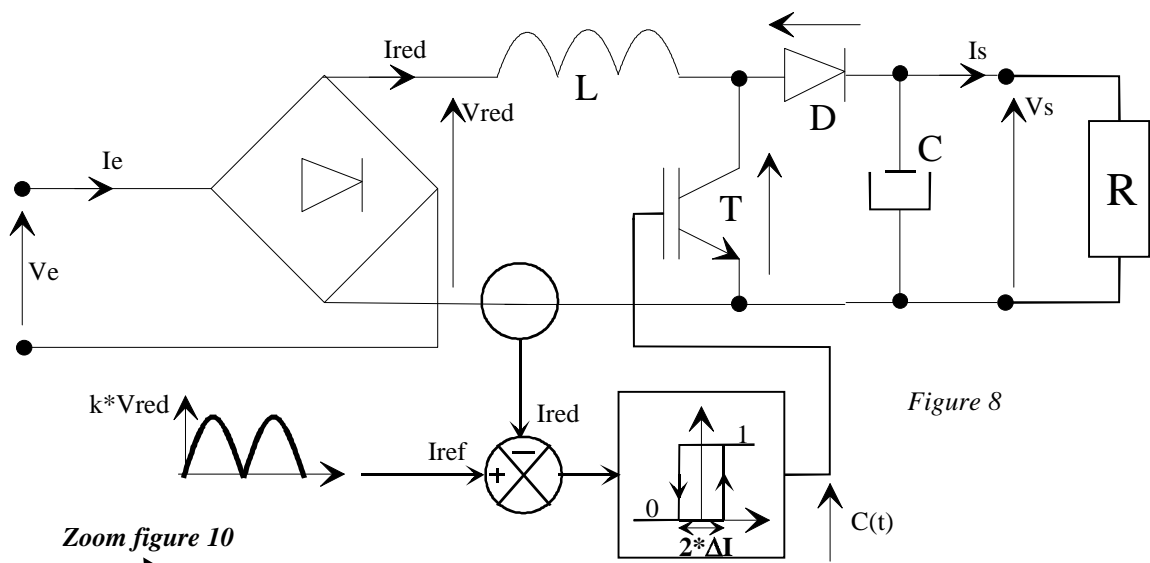 Ired
L
Is
Vred
D
Vs
Ie
C
T
R
Ve
k*Vred
Ired
Figure 8
Iref
−
+
1
0
2*ΔI
C(t)
Zoom figure 10